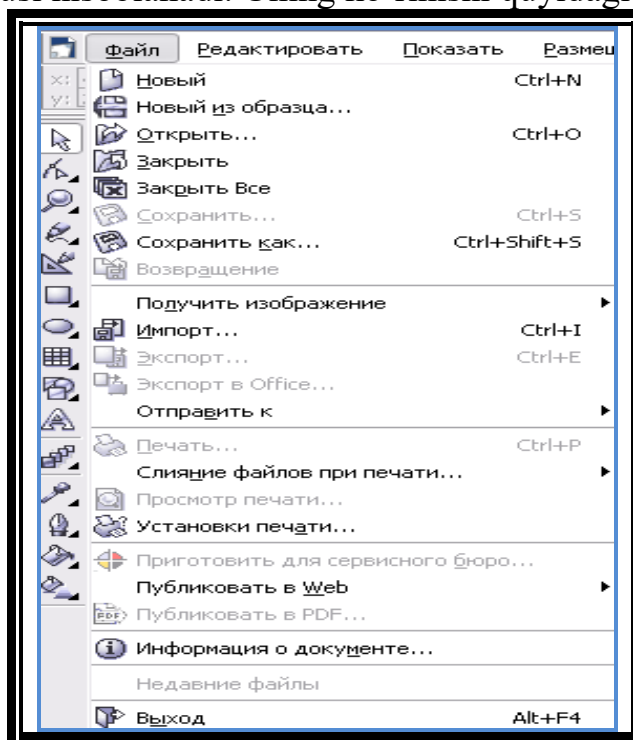 Файл Редактировать Показать Размещ
x:
y:
Новый Ctrl+N
Новый из образца...
Открыть... Ctrl+O
Закрыть
Закрыть Все
Сохранить... Ctrl+S
Сохранить как... Ctrl+Shift+S
Возвращение
Получить изображение
Импорт... Ctrl+I
Экспорт... Ctrl+E
Экспорт в Office...
Отправить к
Печать... Ctrl+P
Слияние файлов при печати...
Просмотр печати...
Установки печати...
Приготовить для сервисного бюро...
Публиковать в Web
PDF Публиковать в PDF...
Информация о документе...
Недавние файлы
Выход Alt+F4